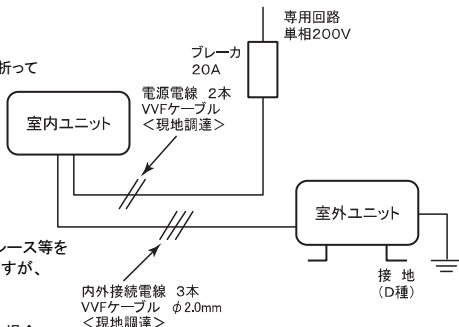 専用回路
単相200V
ブレーカ
20A
折って
電源電線 2本
VVFケーブル
<現地調達>
室内ユニット
室外ユニット
レース等を
すが、
接 地
(D種)
内外接続電線 3本
VVFケーブル φ2.0mm
<現地調達>